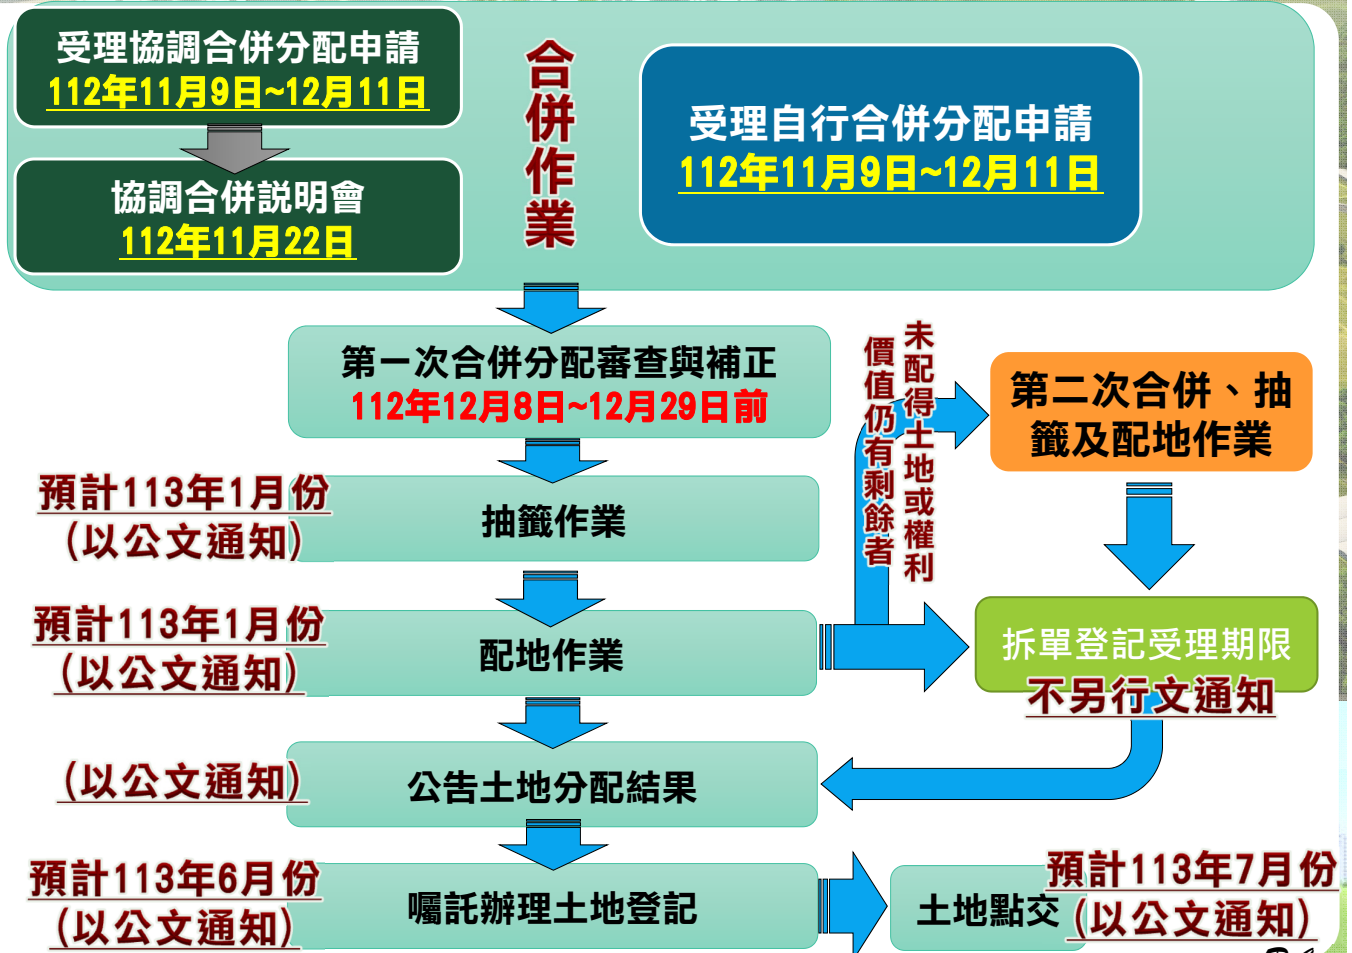 受理協調合併分配申請
112年11月9日~12月11日
協調合併説明會
112年11月22日
合併作業
受理自行合併分配申請
112年11月9日~12月11日
第一次合併分配審查與補正
112年12月8日~12月29日前
未配得土地或權利
價值仍有剩餘者
第二次合併、抽
籤及配地作業
預計113年1月份
(以公文通知)
抽籤作業
預計113年1月份
(以公文通知)
配地作業
拆單登記受理期限
不另行文通知
(以公文通知)
公告土地分配結果
預計113年6月份
(以公文通知)
囑託辦理土地登記
土地點交
預計113年7月份
(以公文通知)